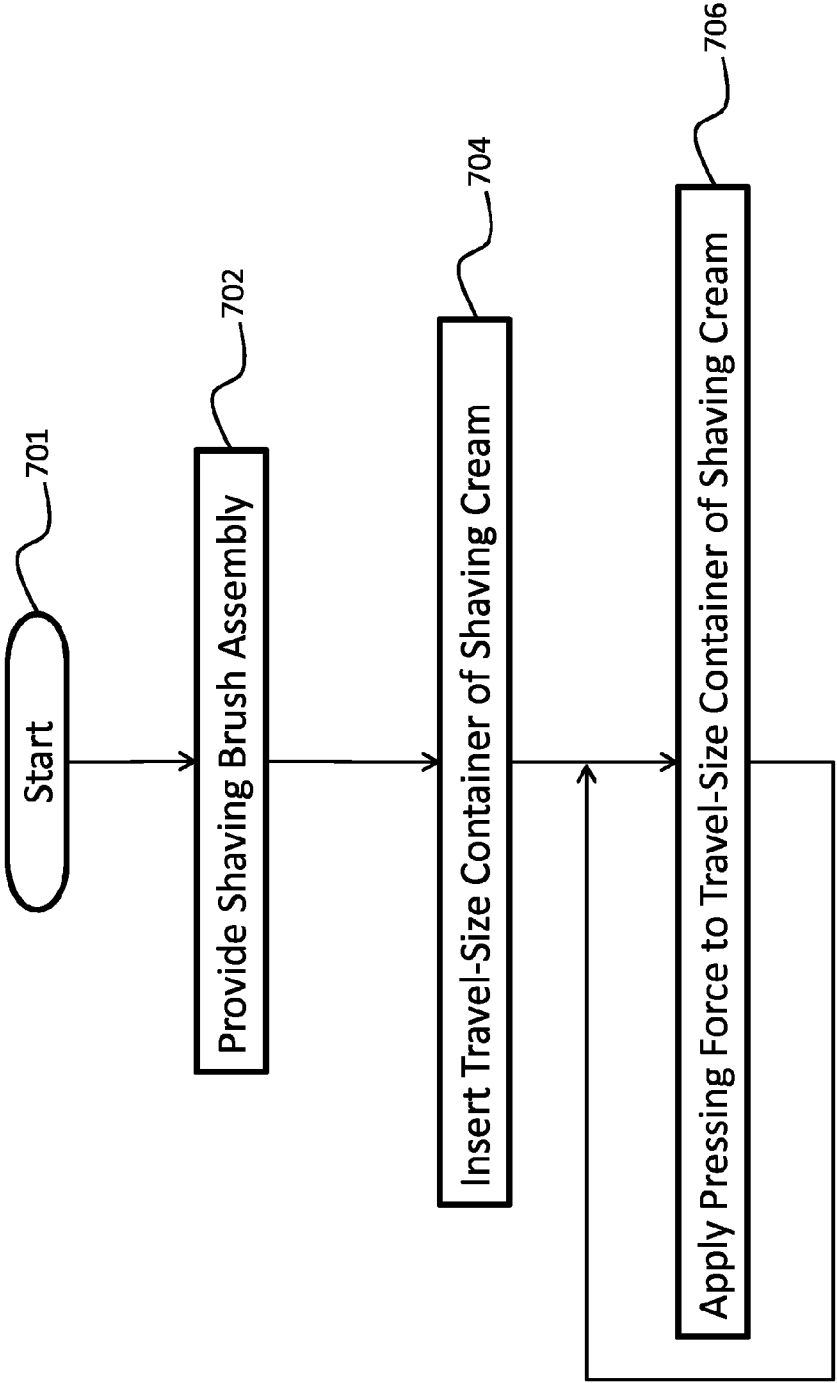 Start
701
Provide Shaving Brush Assembly
702
Insert Travel-Size Container of Shaving Cream
704
Apply Pressing Force to Travel-Size Container of Shaving Cream
706